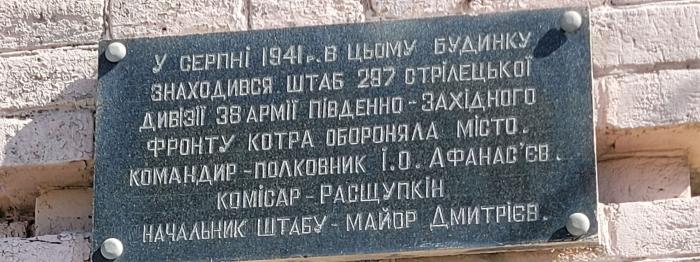 У СЕРПНІ 1941 р. В ЦЬОМУ БУДИНКУ
ЗНАХОДИВСЯ ШТАБ 297 СТРІЛЕЦЬКОЇ
ДИВІЗІЇ 38 АРМІЇ ПІВДЕННО-ЗАХІДНОГО
ФРОНТУ КОТРА ОБОРОНЯЛА МІСТО.
КОМАНДИР-ПОЛКОВНИК І.О. АФАНАС'ЄВ.
КОМІСАР-РАСЩУПКІН
НАЧАЛЬНИК ШТАБУ-МАЙОР ДМИТРІЄВ.